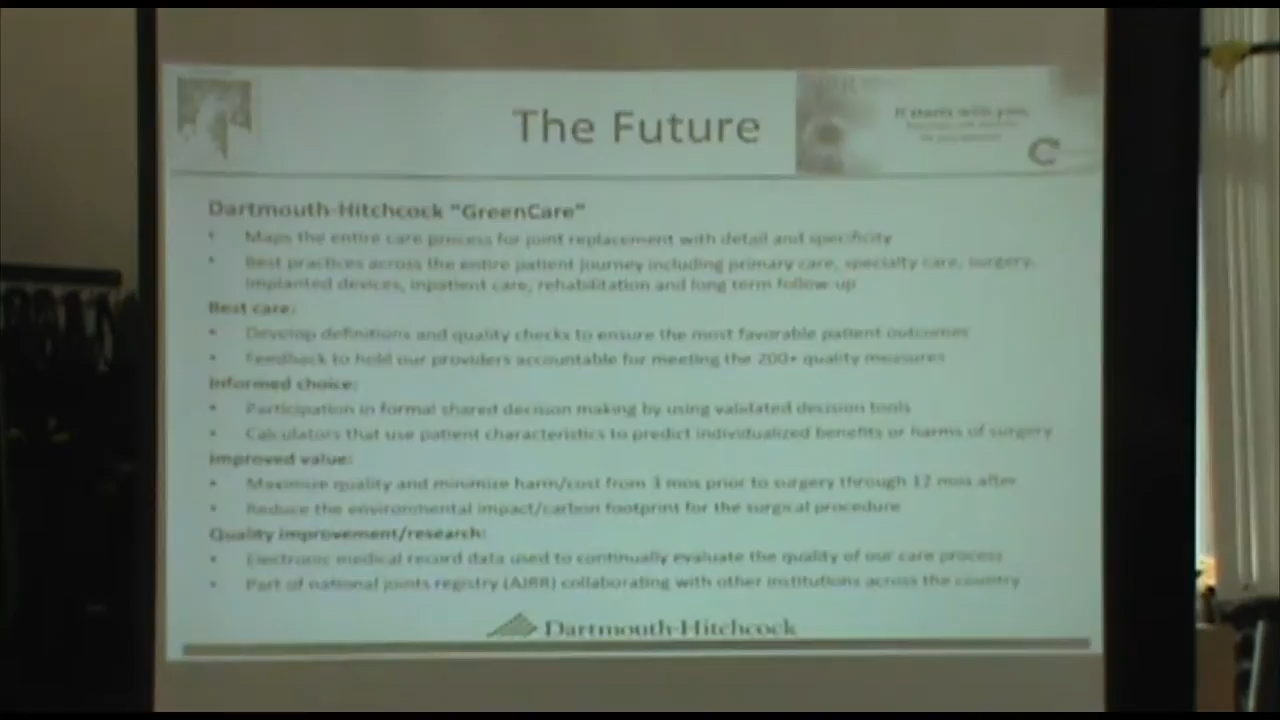 The Future
It starts with you.
Dartmouth-Hitchcock "GreenCare"
• Maps the entire care process for joint replacement with detail and specificity
• Best practices across the entire patient journey including primary care, specialty care, surgery,
implanted devices, inpatient care, rehabilitation and long term follow-up
Best care:
• Develop definitions and quality checks to ensure the most favorable patient outcomes
• Feedback to hold our providers accountable for meeting the 200+ quality measures
Informed choice:
• Participation in formal shared decision making by using validated decision tools
• Calculators that use patient characteristics to predict individualized benefits or harms of surgery
Improved value:
• Maximize quality and minimize harm/cost from 3 mos prior to surgery through 12 mos after
• Reduce the environmental impact/carbon footprint for the surgical procedure
Quality improvement/research:
• Electronic medical record data used to continually evaluate the quality of our care process
• Part of national joints registry (AJRR) collaborating with other institutions across the country
Dartmouth-Hitchcock